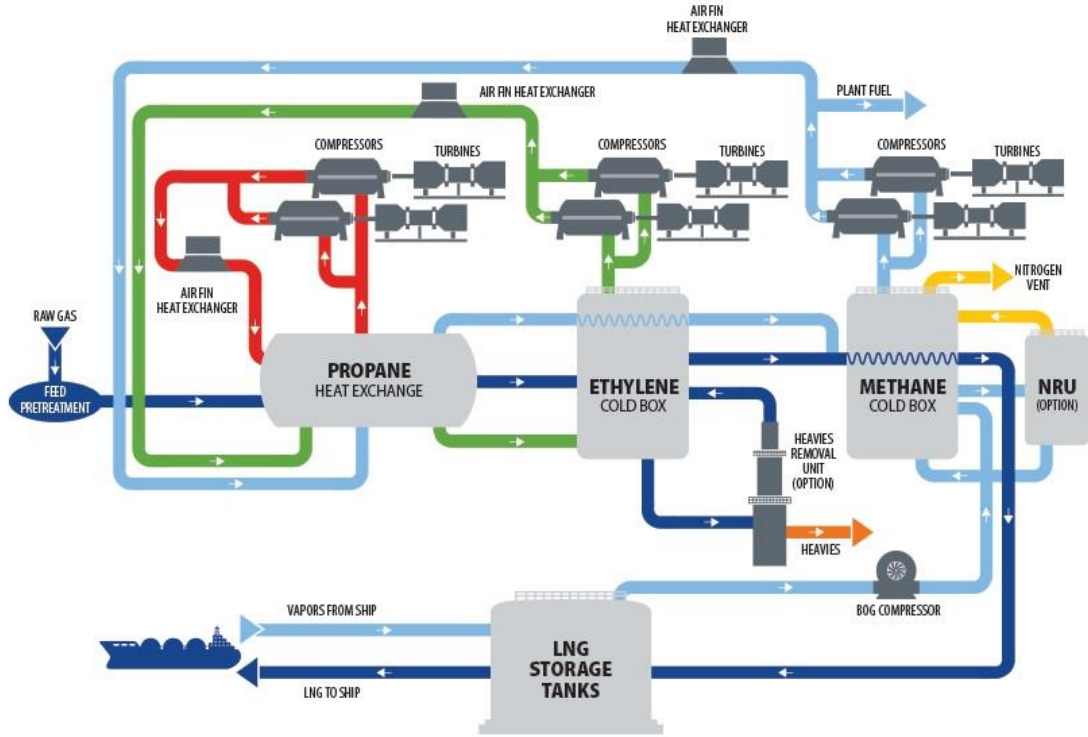 AIR FIN
HEAT EXCHANGER
AIR FIN HEAT EXCHANGER
PLANT FUEL
COMPRESSORS
TURBINES
COMPRESSORS
TURBINES
COMPRESSORS
TURBINES
AIR FIN
HEAT EXCHANGER
NITROGEN
VENT
RAW GAS
FEED
PRETREATMENT
PROPANE
HEAT EXCHANGE
ETHYLENE
COLD BOX
METHANE
COLD BOX
NRU
(OPTION)
HEAVIES
REMOVAL
UNIT
(OPTION)
HEAVIES
BOG COMPRESSOR
VAPORS FROM SHIP
LNG
STORAGE
TANKS
LNG TO SHIP